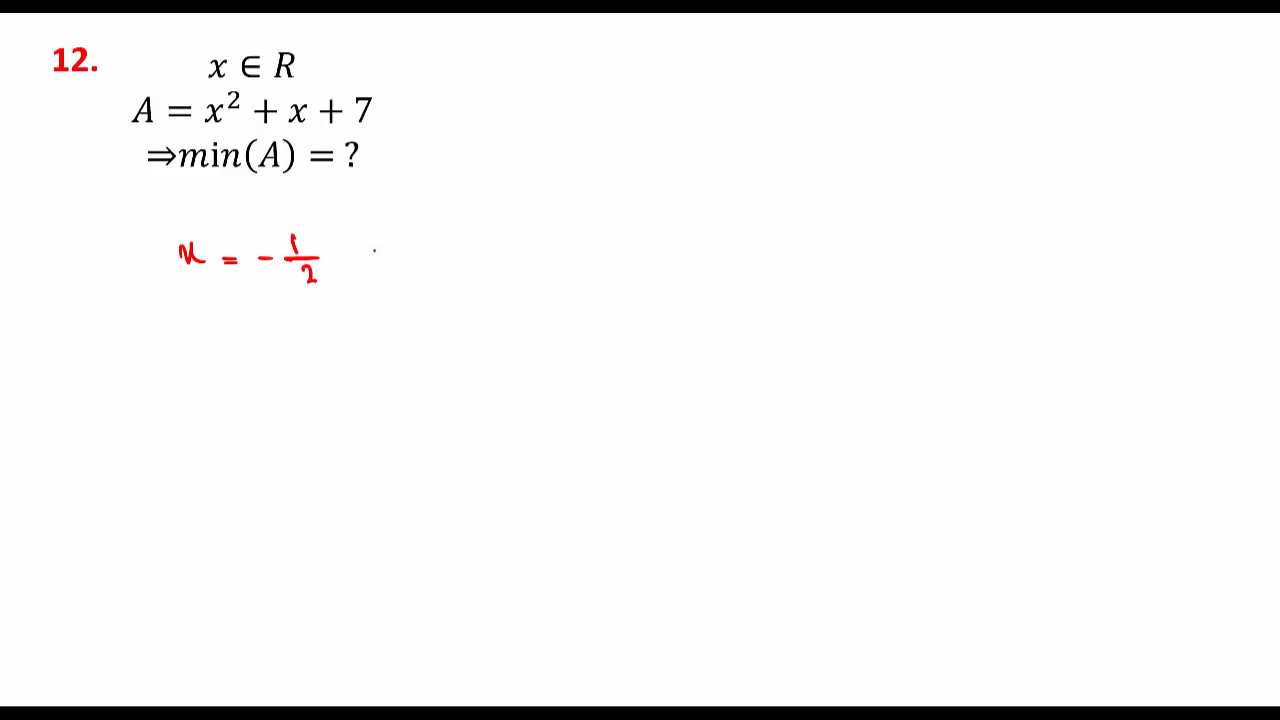 12.
x ∈ R
A = x² + x + 7
⇒min(A) = ?
x = - 1/2